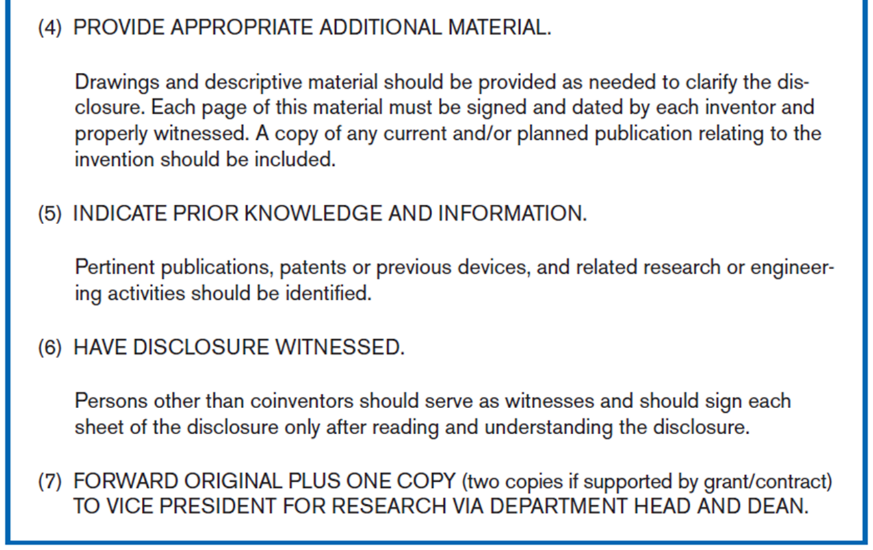 (4) PROVIDE APPROPRIATE ADDITIONAL MATERIAL.
Drawings and descriptive material should be provided as needed to clarify the dis-
closure. Each page of this material must be signed and dated by each inventor and
properly witnessed. A copy of any current and/or planned publication relating to the
invention should be included.
(5) INDICATE PRIOR KNOWLEDGE AND INFORMATION.
Pertinent publications, patents or previous devices, and related research or engineer-
ing activities should be identified.
(6) HAVE DISCLOSURE WITNESSED.
Persons other than coinventors should serve as witnesses and should sign each
sheet of the disclosure only after reading and understanding the disclosure.
(7) FORWARD ORIGINAL PLUS ONE COPY (two copies if supported by grant/contract)
TO VICE PRESIDENT FOR RESEARCH VIA DEPARTMENT HEAD AND DEAN.